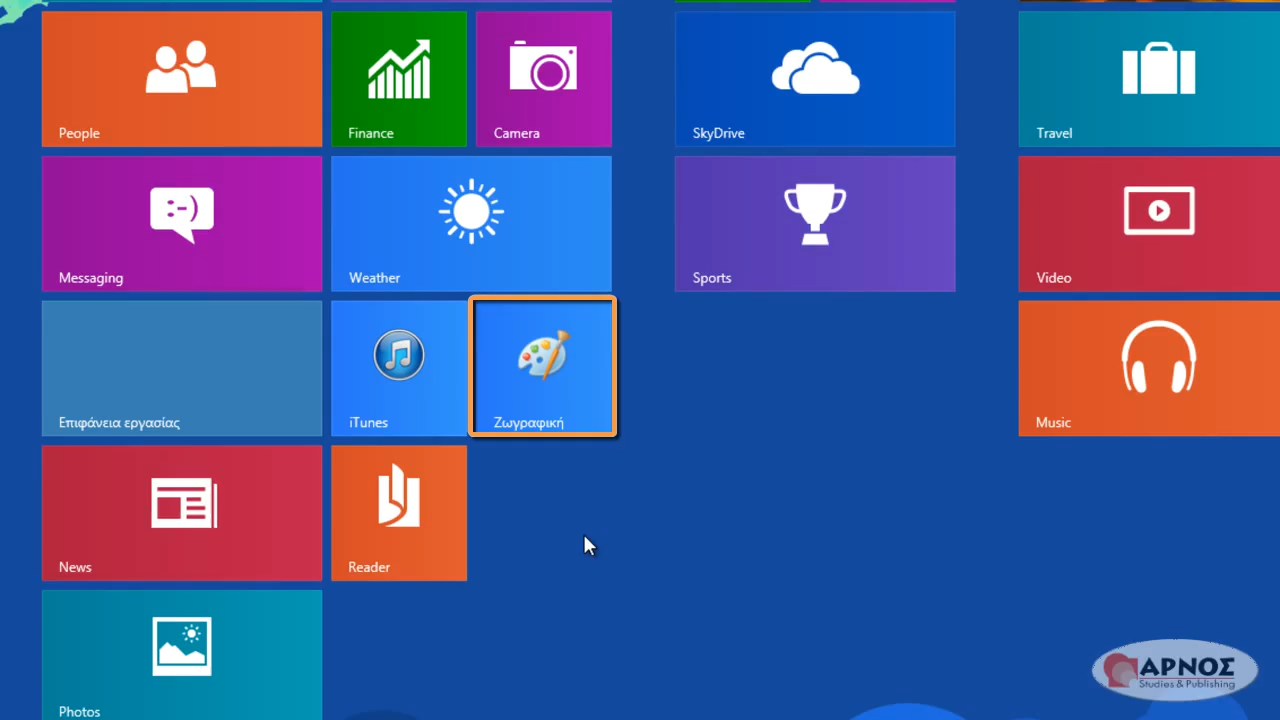 People
Finance
Camera
SkyDrive
Travel
:-)
Messaging
Weather
Sports
Video
Επιφάνεια εργασίας
iTunes
Ζωγραφική
Music
News
Reader
Photos
ΑΡΝΟΣ
Studies & Publishing